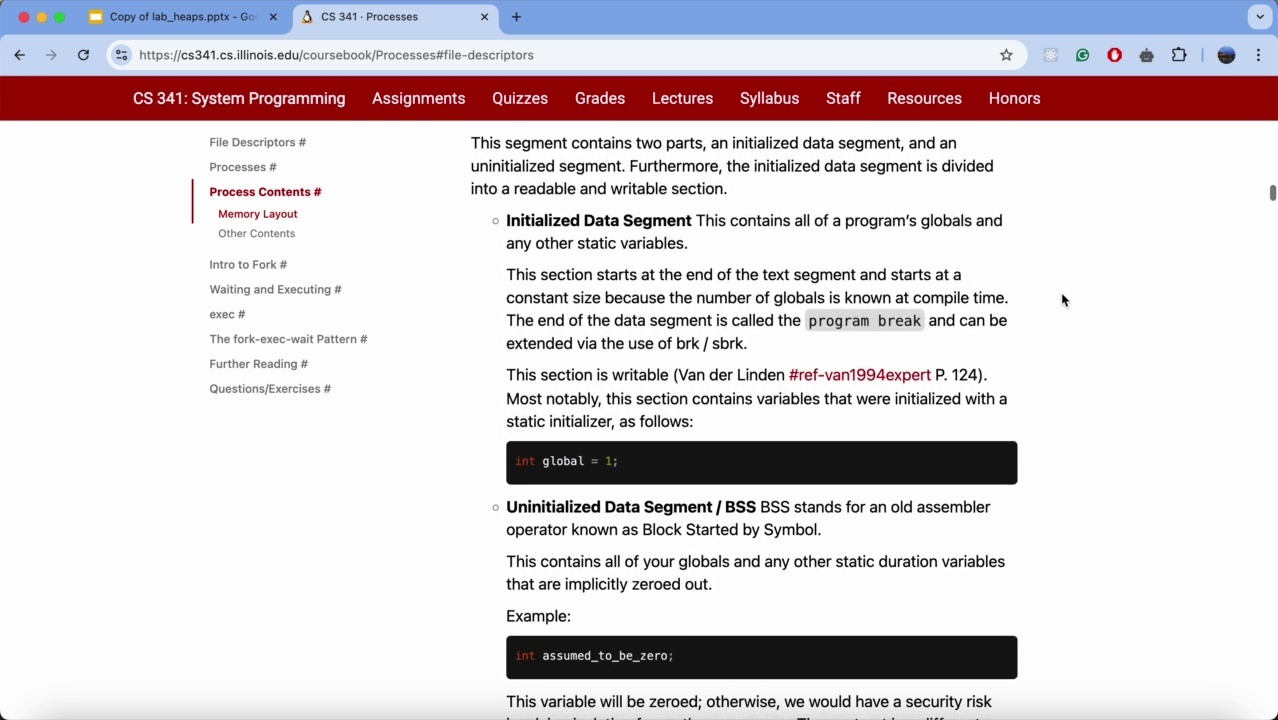 Copy of lab_heaps.pptx - Goo
CS 341 · Processes
https://cs341.cs.illinois.edu/coursebook/Processes#file-descriptors
CS 341: System Programming Assignments Quizzes Grades Lectures Syllabus Staff Resources Honors
File Descriptors #
Processes #
Process Contents #
Memory Layout
Other Contents
Intro to Fork #
Waiting and Executing #
exec #
The fork-exec-wait Pattern #
Further Reading #
Questions/Exercises #
This segment contains two parts, an initialized data segment, and an
uninitialized segment. Furthermore, the initialized data segment is divided
into a readable and writable section.
Initialized Data Segment This contains all of a program’s globals and
any other static variables.
This section starts at the end of the text segment and starts at a
constant size because the number of globals is known at compile time.
The end of the data segment is called the program break and can be
extended via the use of brk / sbrk.
This section is writable (Van der Linden #ref-van1994expert P. 124).
Most notably, this section contains variables that were initialized with a
static initializer, as follows:
int global = 1;
Uninitialized Data Segment / BSS BSS stands for an old assembler
operator known as Block Started by Symbol.
This contains all of your globals and any other static duration variables
that are implicitly zeroed out.
Example:
int assumed_to_be_zero;
This variable will be zeroed; otherwise, we would have a security risk